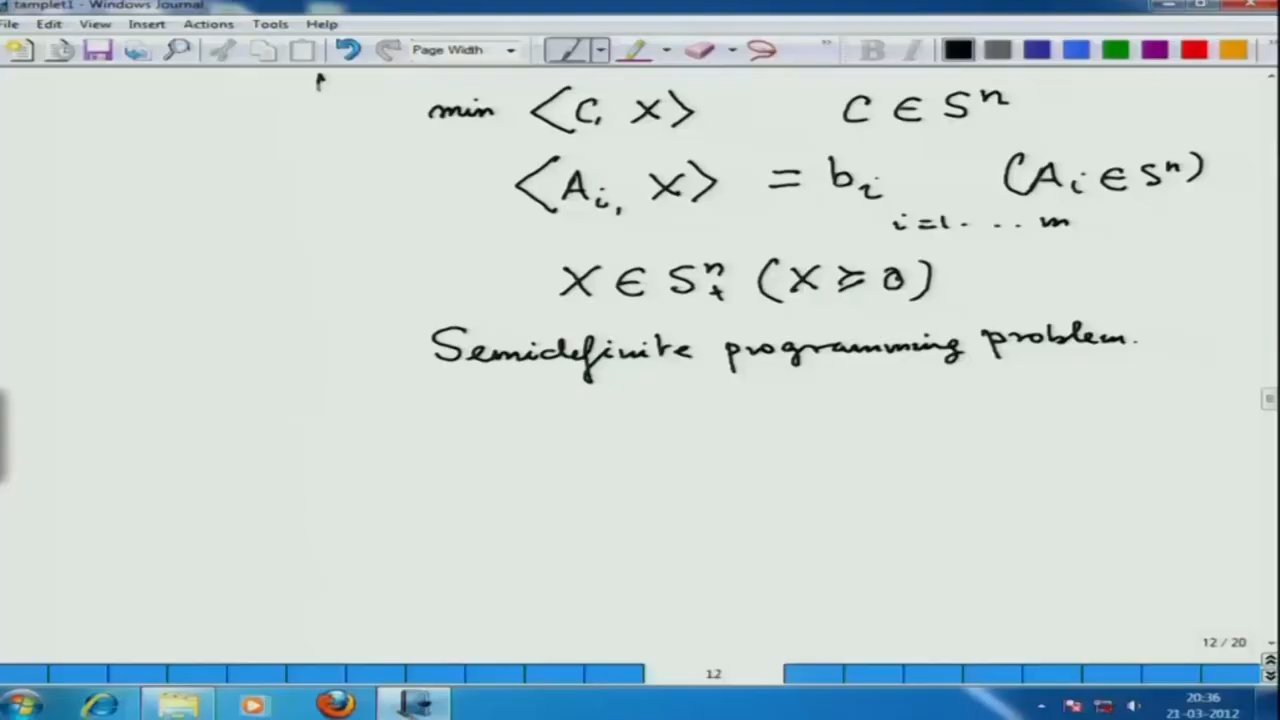 tamplet1 - Windows Journal
File Edit View Insert Actions Tools Help
Page Width
B I
min ⟨C, X⟩ C ∈ Sⁿ
⟨Aᵢ, X⟩ = bᵢ (Aᵢ ∈ Sⁿ)
i=1 . . . m
X ∈ Sⁿ₊ (X ≽ 0)
Semidefinite programming problem.
12 / 20
12
20:36
21-03-2012